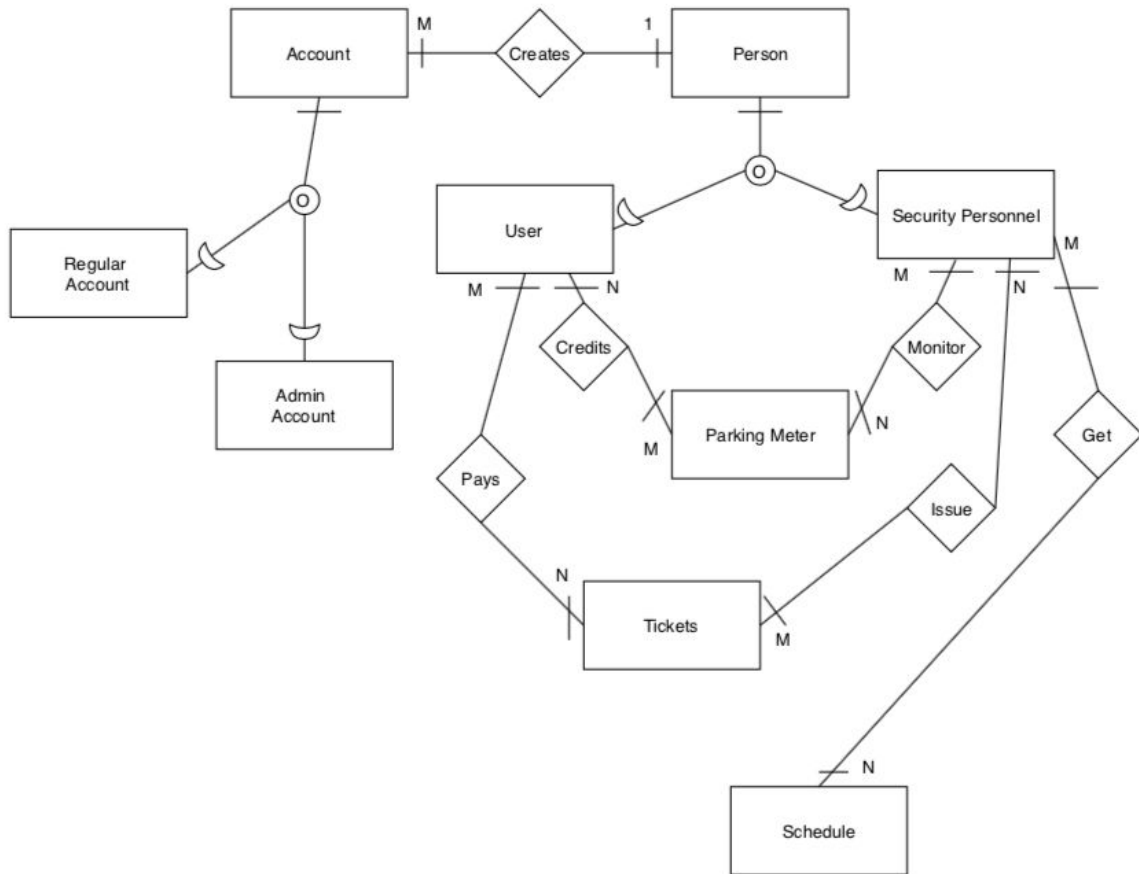 M
1
Account
Creates
Person
O
O
User
Security Personnel
Regular
Account
M
N
M
N
M
Credits
Monitor
Admin
Account
M
Parking Meter
N
Get
Pays
Issue
N
Tickets
M
N
Schedule